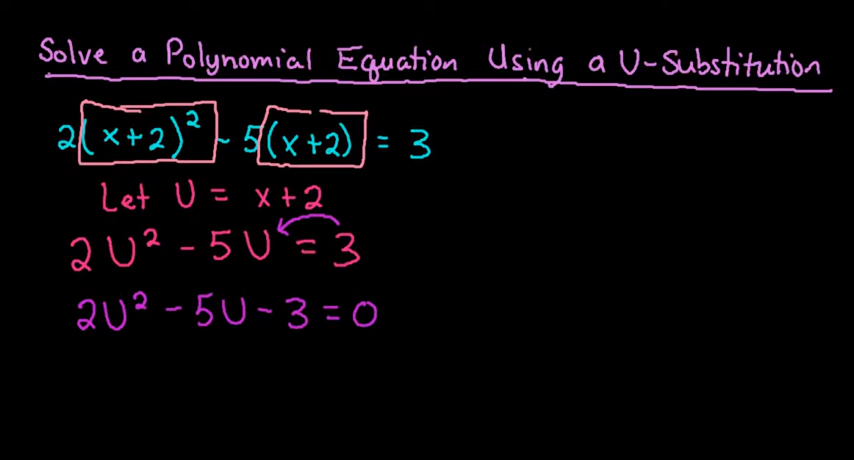 Solve a Polynomial Equation Using a U-Substitution
2(x+2)² - 5(x+2) = 3
Let U = x+2
2U² - 5U = 3
2U² - 5U - 3 = 0